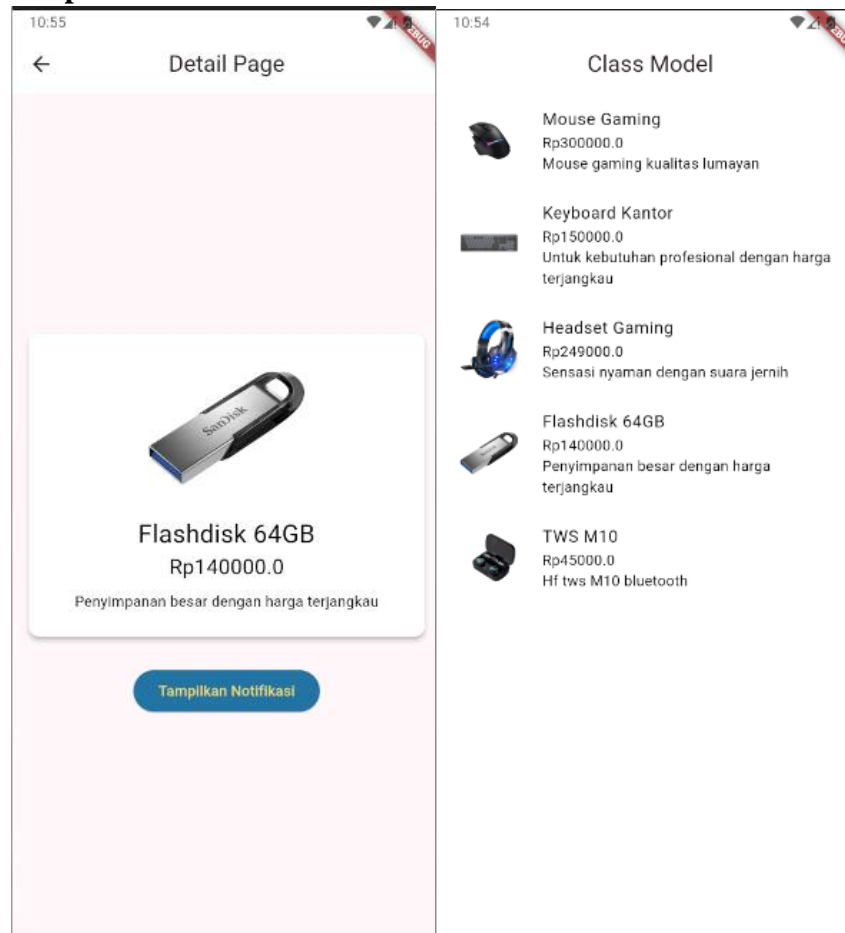 10:55
Detail Page
SanDisk
Flashdisk 64GB
Rp140000.0
Penyimpanan besar dengan harga terjangkau
Tampilkan Notifikasi
10:54
Class Model
Mouse Gaming
Rp300000.0
Mouse gaming kualitas lumayan
Keyboard Kantor
Rp150000.0
Untuk kebutuhan profesional dengan harga
terjangkau
Headset Gaming
Rp249000.0
Sensasi nyaman dengan suara jernih
Flashdisk 64GB
Rp140000.0
Penyimpanan besar dengan harga
terjangkau
TWS M10
Rp45000.0
Hf tws M10 bluetooth